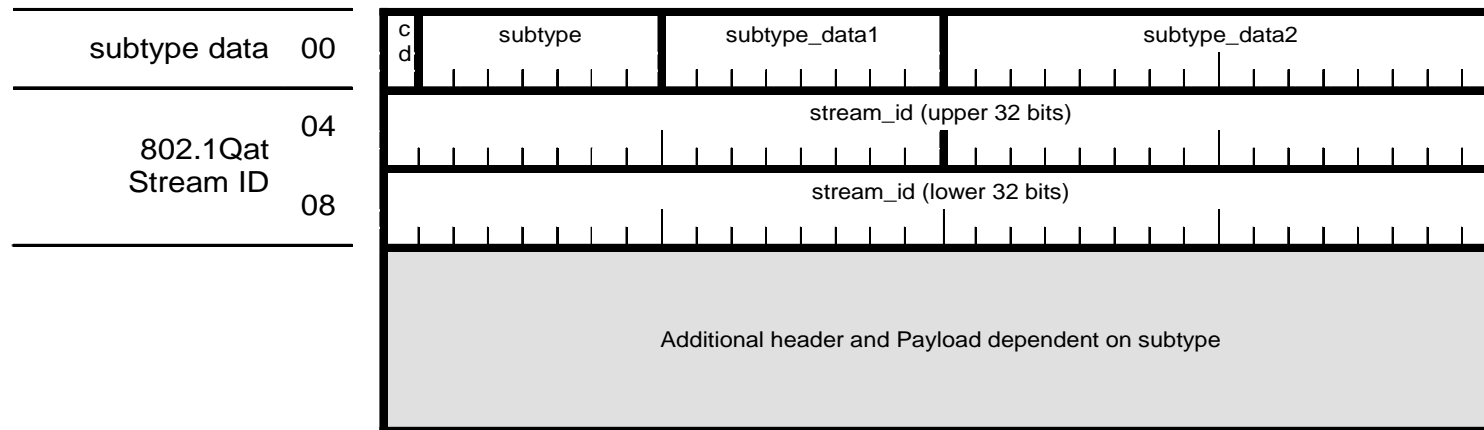 subtype data 00
c
d
subtype
subtype_data1
subtype_data2
802.1Qat
Stream ID
04
08
stream_id (upper 32 bits)
stream_id (lower 32 bits)
Additional header and Payload dependent on subtype